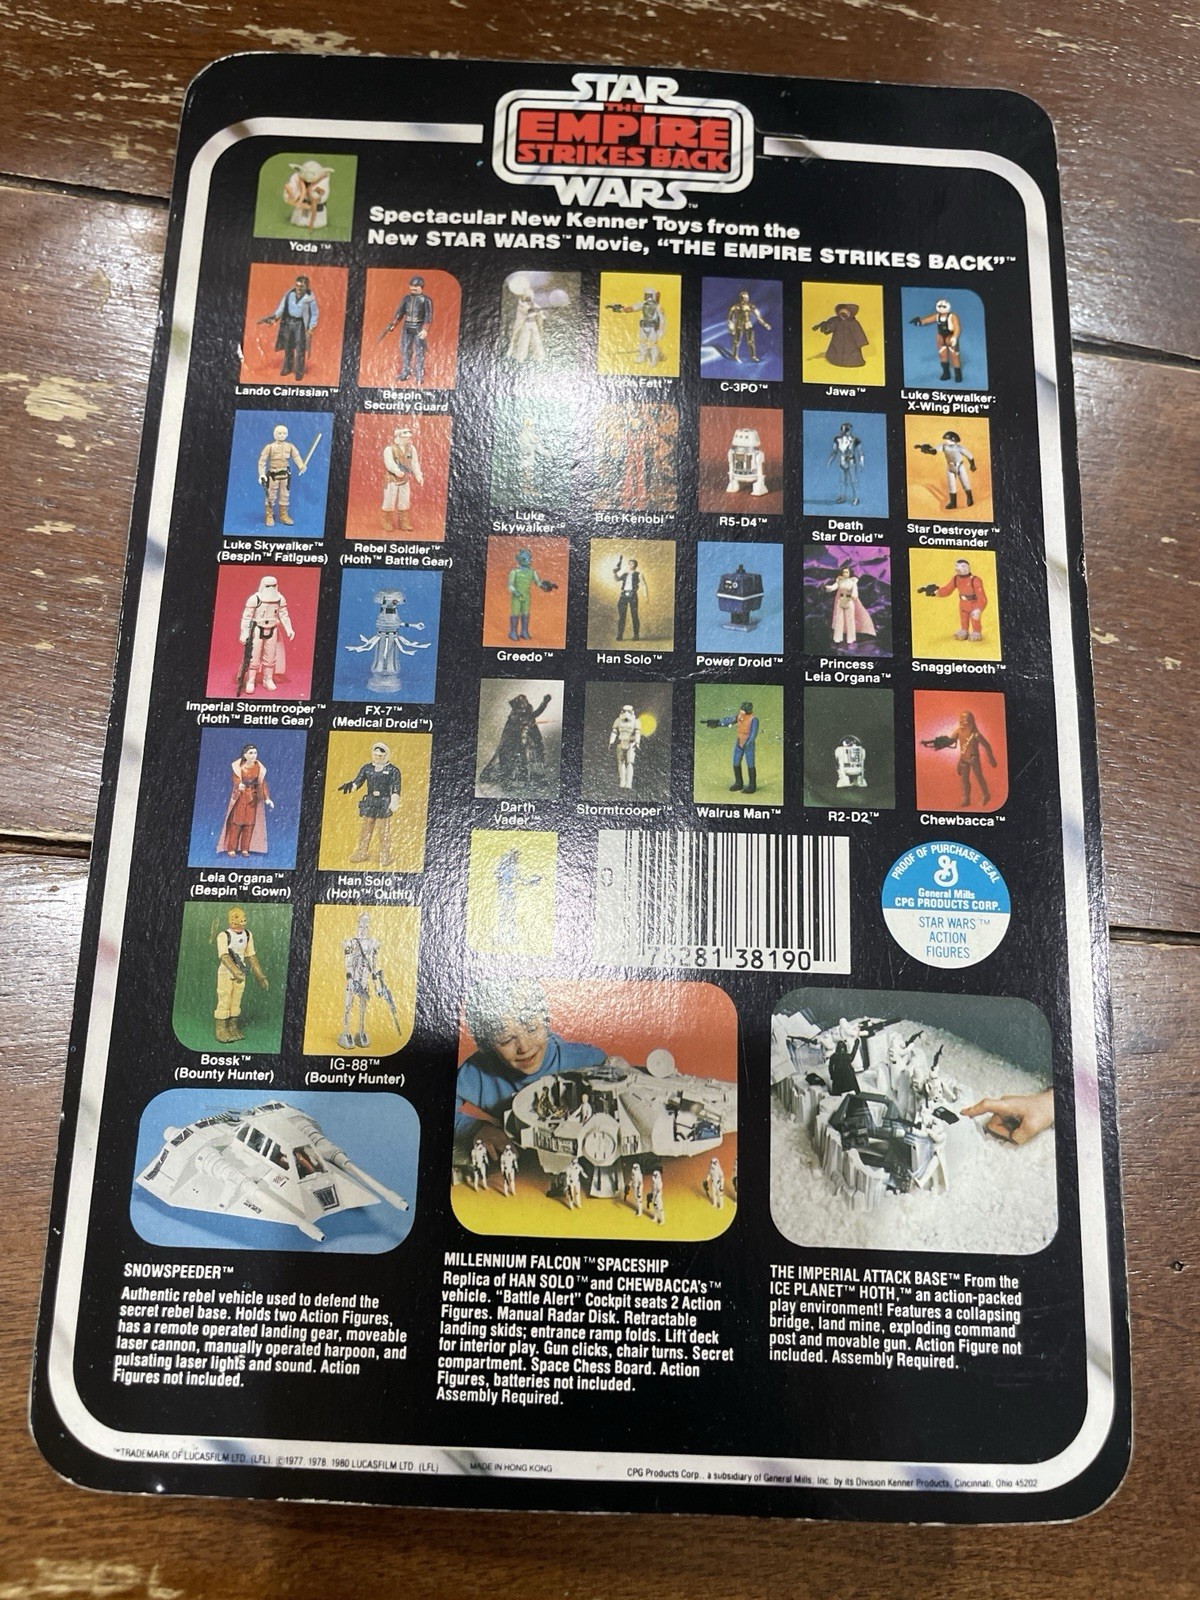 STAR
THE
EMPIRE
STRIKES BACK
WARS™
Spectacular New Kenner Toys from the
New STAR WARS™ Movie, “THE EMPIRE STRIKES BACK”™
Yoda™
Lando Calrissian™
Bespin™
Security Guard
Fett™
C-3PO™
Jawa™
Luke Skywalker:
X-Wing Pilot™
Luke Skywalker™
(Bespin™ Fatigues)
Rebel Soldier™
(Hoth™ Battle Gear)
Luke
Skywalker™
Ben Kenobi™
R5-D4™
Death
Star Droid™
Star Destroyer™
Commander
Imperial Stormtrooper™
(Hoth™ Battle Gear)
FX-7™
(Medical Droid™)
Greedo™
Han Solo™
Power Droid™
Princess
Leia Organa™
Snaggletooth™
Leia Organa™
(Bespin™ Gown)
Han Solo™
(Hoth™ Outfit)
Darth
Vader™
Stormtrooper™
Walrus Man™
R2-D2™
Chewbacca™
Bossk™
(Bounty Hunter)
IG-88™
(Bounty Hunter)
0 76281 38190
PROOF OF PURCHASE SEAL
General Mills
CPG PRODUCTS CORP.
STAR WARS™
ACTION
FIGURES
SNOWSPEEDER™
Authentic rebel vehicle used to defend the
secret rebel base. Holds two Action Figures,
has a remote operated landing gear, moveable
laser cannon, manually operated harpoon, and
pulsating laser lights and sound. Action
Figures not included.
MILLENNIUM FALCON™ SPACESHIP
Replica of HAN SOLO™ and CHEWBACCA's™
vehicle. “Battle Alert” Cockpit seats 2 Action
Figures. Manual Radar Disk. Retractable
landing skids; entrance ramp folds. Lift deck
for interior play. Gun clicks, chair turns. Secret
compartment. Space Chess Board. Action
Figures, batteries not included.
Assembly Required.
THE IMPERIAL ATTACK BASE™ From the
ICE PLANET™ HOTH,™ an action-packed
play environment! Features a collapsing
bridge, land mine, exploding command
post and movable gun. Action Figure not
included. Assembly Required.
™TRADEMARK OF LUCASFILM LTD. (LFL). ©1977, 1978, 1980 LUCASFILM LTD. (LFL)
MADE IN HONG KONG
CPG Products Corp., a subsidiary of General Mills, Inc. by its Division Kenner Products, Cincinnati, Ohio 45202